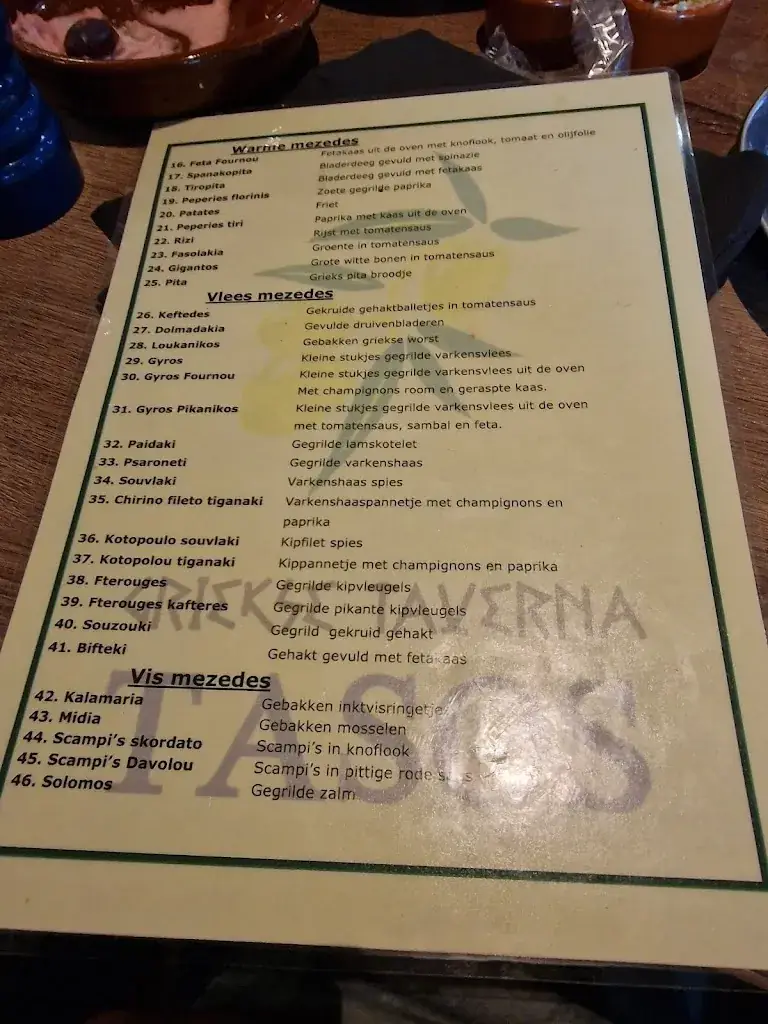 Warme mezedes
16. Feta Fournou Fetakaas uit de oven met knoflook, tomaat en olijfolie
17. Spanakopita Bladerdeeg gevuld met spinazie
18. Tiropita Bladerdeeg gevuld met fetakaas
19. Peperies florinis Zoete gegrilde paprika
20. Patates Friet
21. Peperies tiri Paprika met kaas uit de oven
22. Rizi Rijst met tomatensaus
23. Fasolakia Groente in tomatensaus
24. Gigantos Grote witte bonen in tomatensaus
25. Pita Grieks pita broodje
Vlees mezedes
26. Keftedes Gekruide gehaktballetjes in tomatensaus
27. Dolmadakia Gevulde druivenbladeren
28. Loukanikos Gebakken griekse worst
29. Gyros Kleine stukjes gegrilde varkensvlees
30. Gyros Fournou Kleine stukjes gegrilde varkensvlees uit de oven
Met champignons room en geraspte kaas.
31. Gyros Pikanikos Kleine stukjes gegrilde varkensvlees uit de oven
met tomatensaus, sambal en feta.
32. Paidaki Gegrilde lamskotelet
33. Psaroneti Gegrilde varkenshaas
34. Souvlaki Varkenshaas spies
35. Chirino fileto tiganaki Varkenshaaspannetje met champignons en
paprika
36. Kotopoulo souvlaki Kipfilet spies
37. Kotopolou tiganaki Kippannetje met champignons en paprika
38. Fterouges Gegrilde kipvleugels
39. Fterouges kafteres Gegrilde pikante kipvleugels
40. Souzouki Gegrild gekruid gehakt
41. Bifteki Gehakt gevuld met fetakaas
GRIEKSE TAVERNA
TASOS
Vis mezedes
42. Kalamaria Gebakken inktvisringetje
43. Midia Gebakken mosselen
44. Scampi's skordato Scampi's in knoflook
45. Scampi's Davolou Scampi's in pittige rode
46. Solomos Gegrilde zalm